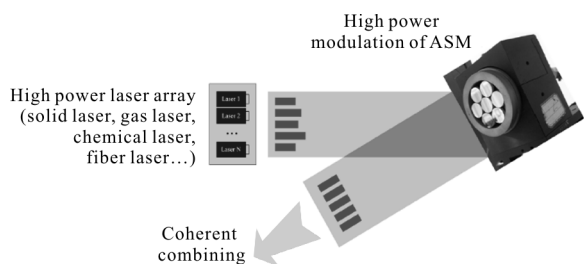 High power
modulation of ASM
High power laser array
(solid laser, gas laser,
chemical laser,
fiber laser…)
Laser 1
Laser 2
...
Laser N
Coherent
combining